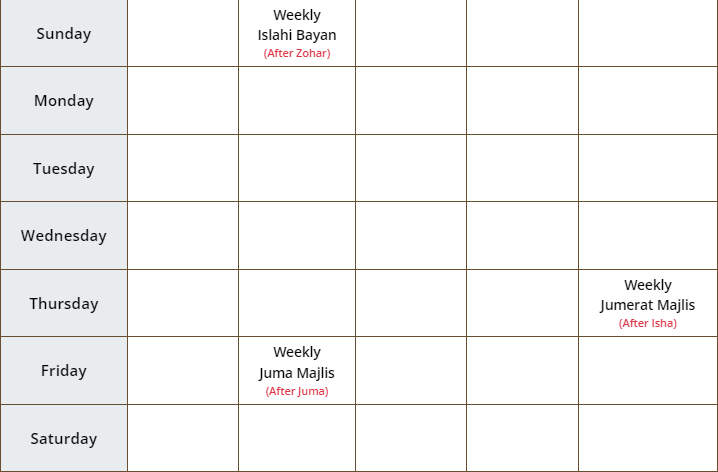 Sunday
Weekly
Islahi Bayan
(After Zohar)
Monday
Tuesday
Wednesday
Thursday
Weekly
Jumerat Majlis
(After Isha)
Friday
Weekly
Juma Majlis
(After Juma)
Saturday